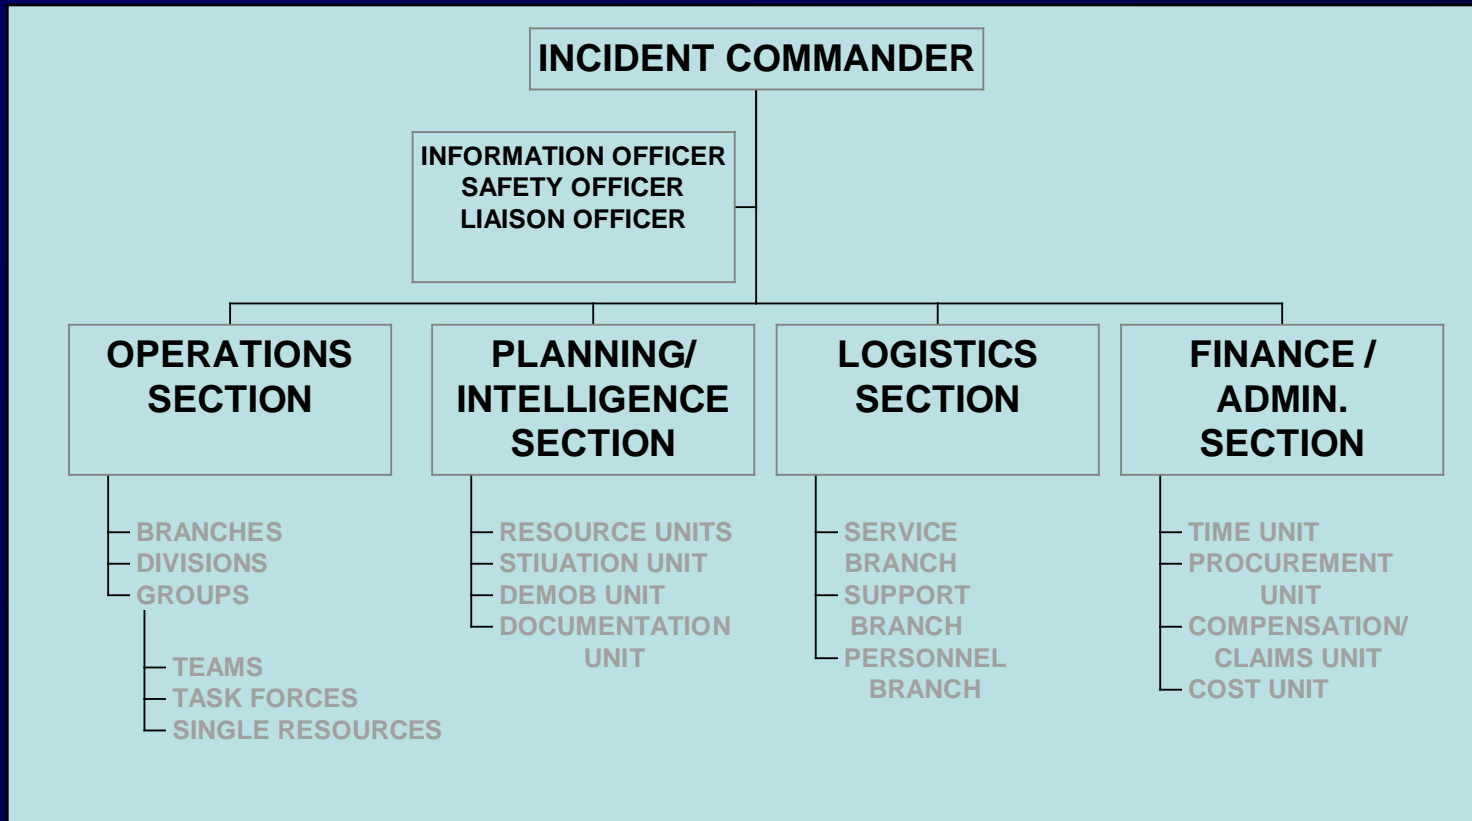 INCIDENT COMMANDER
INFORMATION OFFICER
SAFETY OFFICER
LIAISON OFFICER
OPERATIONS
SECTION
BRANCHES
DIVISIONS
GROUPS
TEAMS
TASK FORCES
SINGLE RESOURCES
PLANNING/
INTELLIGENCE
SECTION
RESOURCE UNITS
STIUATION UNIT
DEMOB UNIT
DOCUMENTATION
UNIT
LOGISTICS
SECTION
SERVICE
BRANCH
SUPPORT
BRANCH
PERSONNEL
BRANCH
FINANCE /
ADMIN.
SECTION
TIME UNIT
PROCUREMENT
UNIT
COMPENSATION/
CLAIMS UNIT
COST UNIT